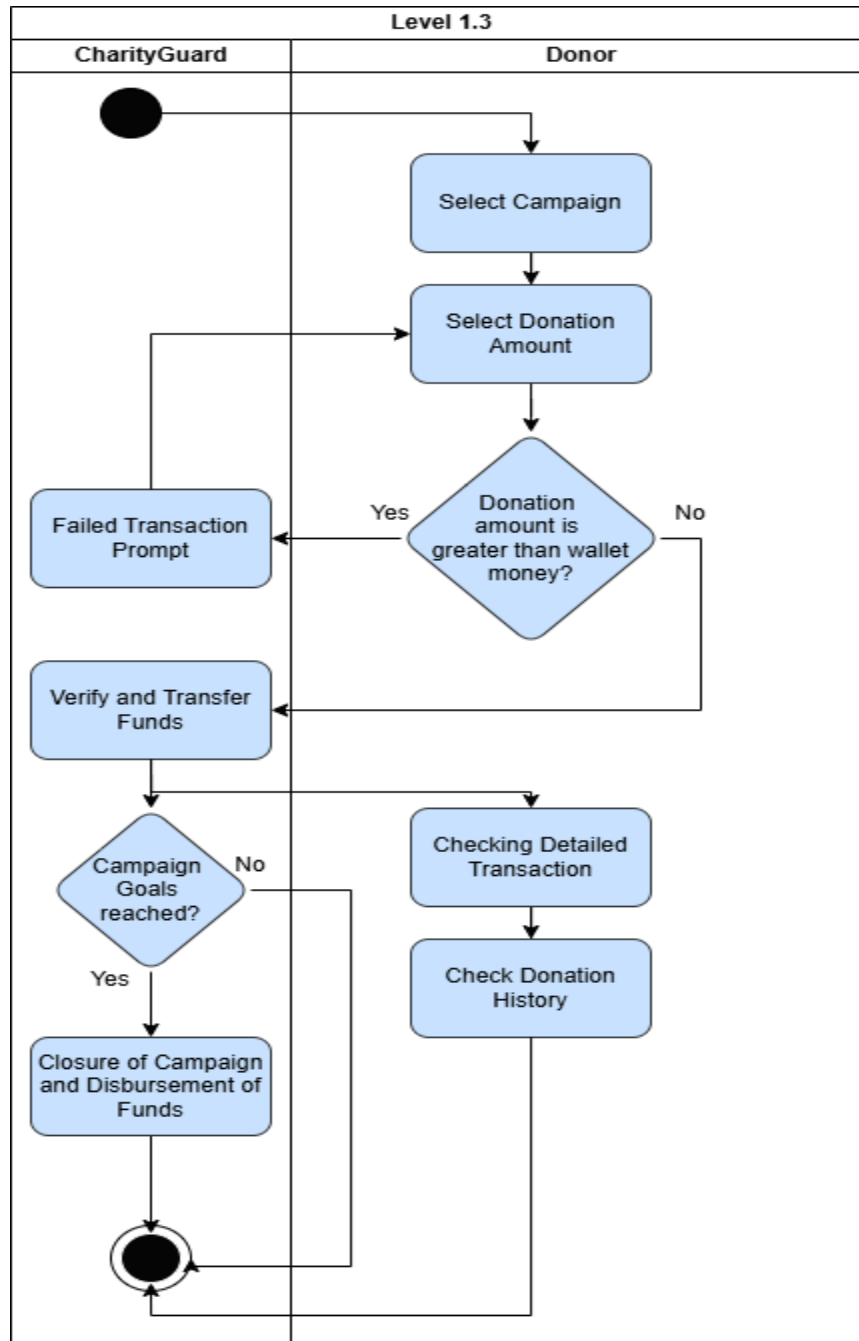 Level 1.3
CharityGuard
Donor
Select Campaign
Select Donation
Amount
Donation
amount is
greater than wallet
money?
Yes
No
Failed Transaction
Prompt
Verify and Transfer
Funds
Campaign
Goals
reached?
No
Yes
Checking Detailed
Transaction
Check Donation
History
Closure of Campaign
and Disbursement of
Funds